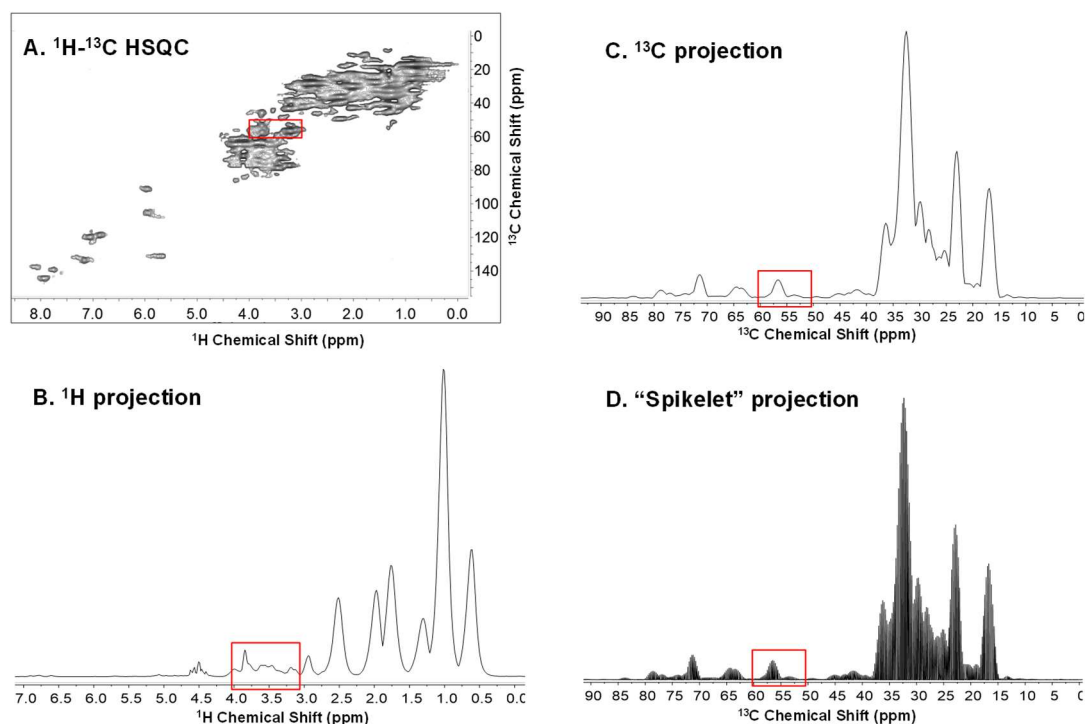 A. ¹H-¹³C HSQC
0
20
40
60
80
100
120
140
¹³C Chemical Shift (ppm)
8.0 7.0 6.0 5.0 4.0 3.0 2.0 1.0 0.0
¹H Chemical Shift (ppm)
B. ¹H projection
7.0 6.5 6.0 5.5 5.0 4.5 4.0 3.5 3.0 2.5 2.0 1.5 1.0 0.5 0.0
¹H Chemical Shift (ppm)
C. ¹³C projection
90 85 80 75 70 65 60 55 50 45 40 35 30 25 20 15 10 5 0
¹³C Chemical Shift (ppm)
D. “Spikelet” projection
90 85 80 75 70 65 60 55 50 45 40 35 30 25 20 15 10 5 0
¹³C Chemical Shift (ppm)